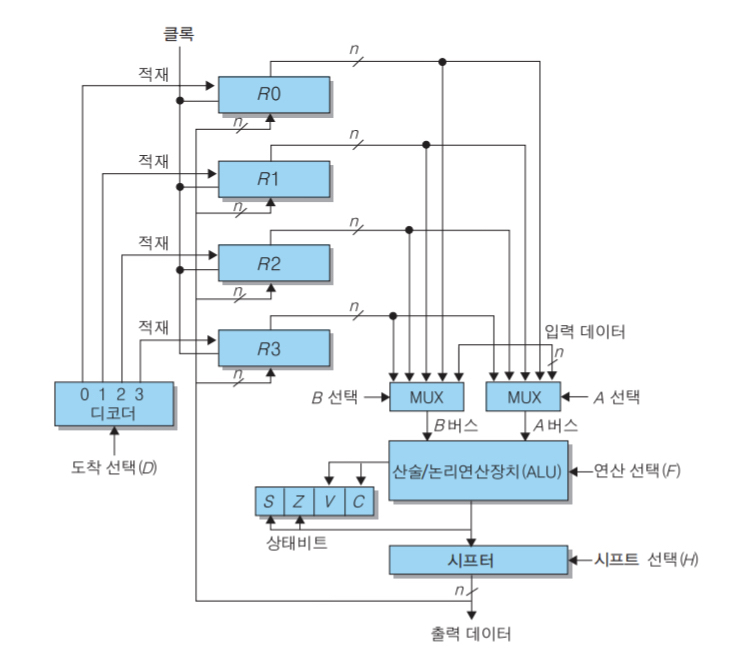 클록
n
적재
R0
n
n
적재
R1
n
n
적재
R2
n
n
적재
R3
n
입력 데이터
n
0 1 2 3
디코더
도착 선택(D)
B 선택
MUX
MUX
A 선택
B버스
A버스
산술/논리연산장치(ALU)
연산 선택(F)
S Z V C
상태비트
시프터
시프트 선택(H)
n
출력 데이터